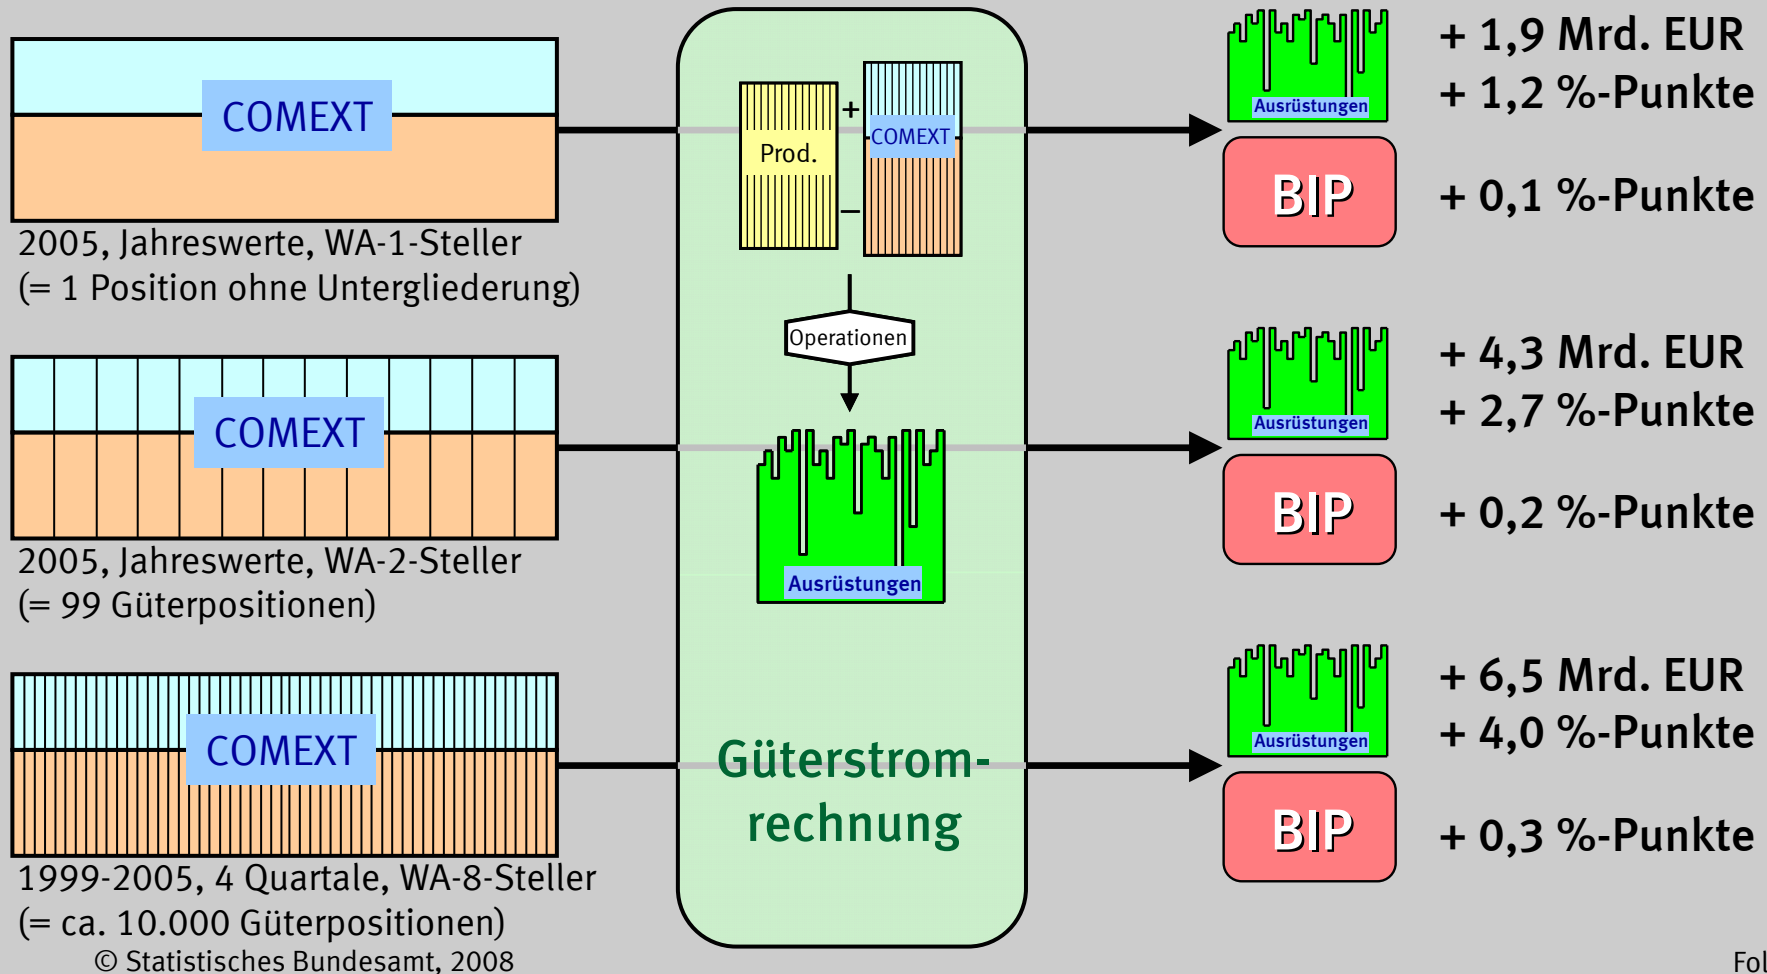 COMEXT
2005, Jahreswerte, WA-1-Steller
(= 1 Position ohne Untergliederung)
COMEXT
2005, Jahreswerte, WA-2-Steller
(= 99 Güterpositionen)
COMEXT
1999-2005, 4 Quartale, WA-8-Steller
(= ca. 10.000 Güterpositionen)
© Statistisches Bundesamt, 2008
Prod.
+
–
COMEXT
Operationen
Ausrüstungen
Güterstrom-
rechnung
Ausrüstungen
+ 1,9 Mrd. EUR
+ 1,2 %-Punkte
BIP
+ 0,1 %-Punkte
Ausrüstungen
+ 4,3 Mrd. EUR
+ 2,7 %-Punkte
BIP
+ 0,2 %-Punkte
Ausrüstungen
+ 6,5 Mrd. EUR
+ 4,0 %-Punkte
BIP
+ 0,3 %-Punkte
Fol